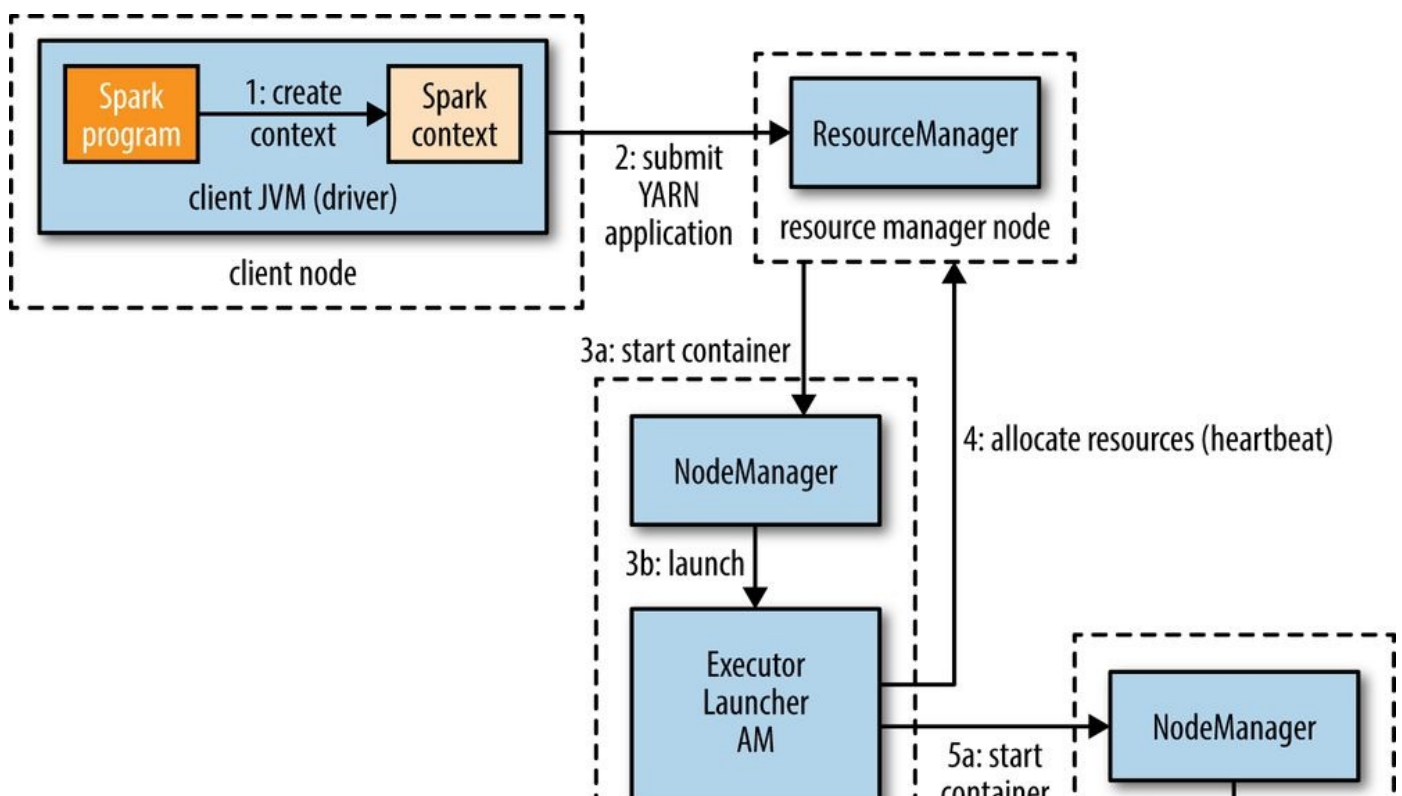 Spark
program
1: create
context
Spark
context
client JVM (driver)
client node
2: submit
YARN
application
ResourceManager
resource manager node
3a: start container
NodeManager
4: allocate resources (heartbeat)
3b: launch
Executor
Launcher
AM
NodeManager
5a: start
container